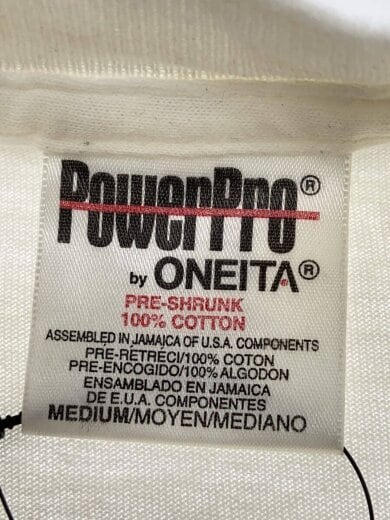 PowerPro®
by ONEITA®
PRE-SHRUNK
100% COTTON
ASSEMBLED IN JAMAICA OF U.S.A. COMPONENTS
PRE-RETRECI/100% COTON
PRE-ENCOGIDO/100% ALGODON
ENSAMBLADO EN JAMAICA
DE E.U.A. COMPONENTES
MEDIUM/MOYEN/MEDIANO